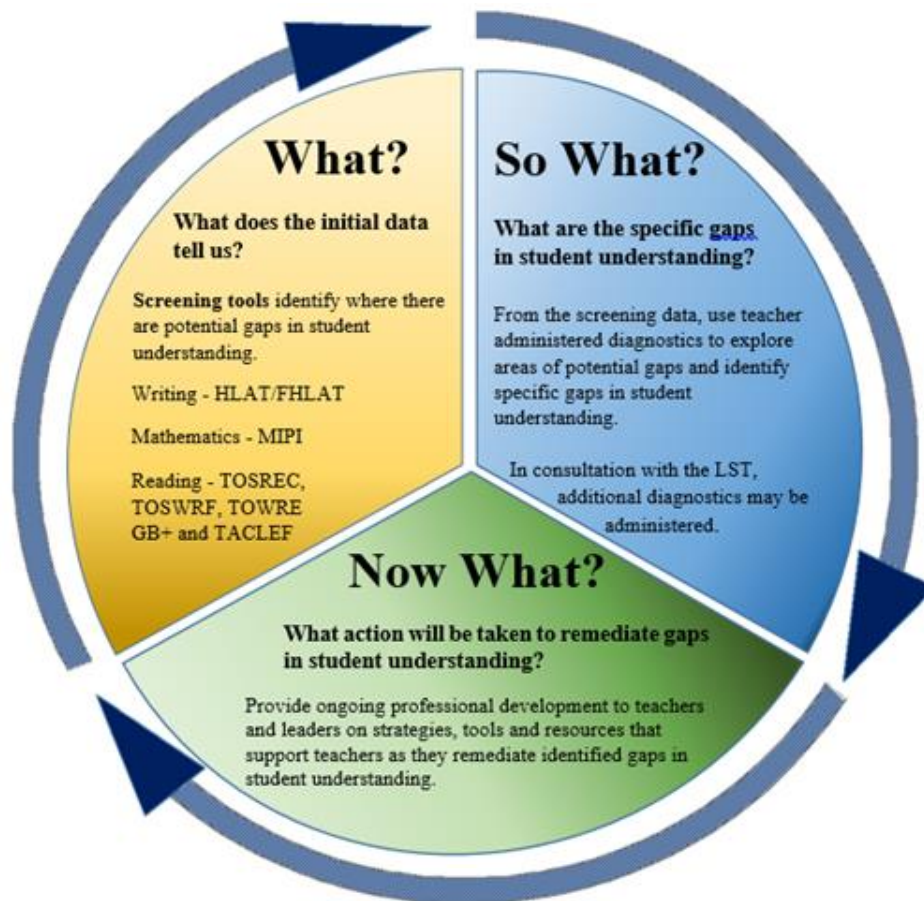 What?
What does the initial data
tell us?
Screening tools identify where there
are potential gaps in student
understanding.
Writing - HLAT/FHLAT
Mathematics - MIPI
Reading - TOSREC,
TOSWRF, TOWRE
GB+ and TACLEF
So What?
What are the specific gaps
in student understanding?
From the screening data, use teacher
administered diagnostics to explore
areas of potential gaps and identify
specific gaps in student
understanding.
In consultation with the LST,
additional diagnostics may be
administered.
Now What?
What action will be taken to remediate gaps
in student understanding?
Provide ongoing professional development to teachers
and leaders on strategies, tools and resources that
support teachers as they remediate identified gaps in
student understanding.